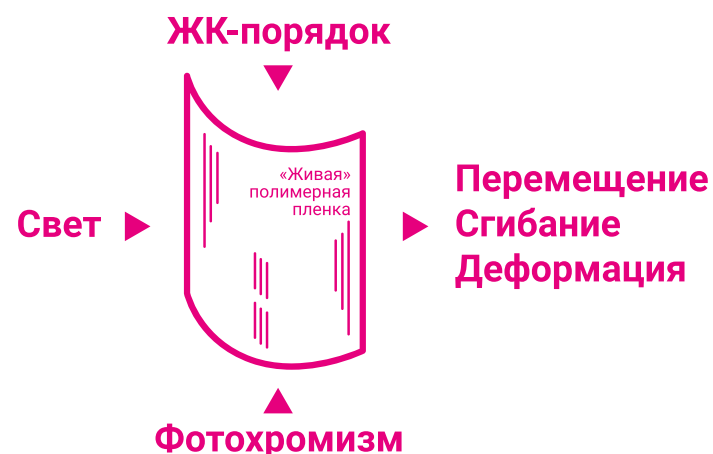 ЖК-порядок
«Живая»
полимерная
пленка
Свет
Перемещение
Сгибание
Деформация
Фотохромизм